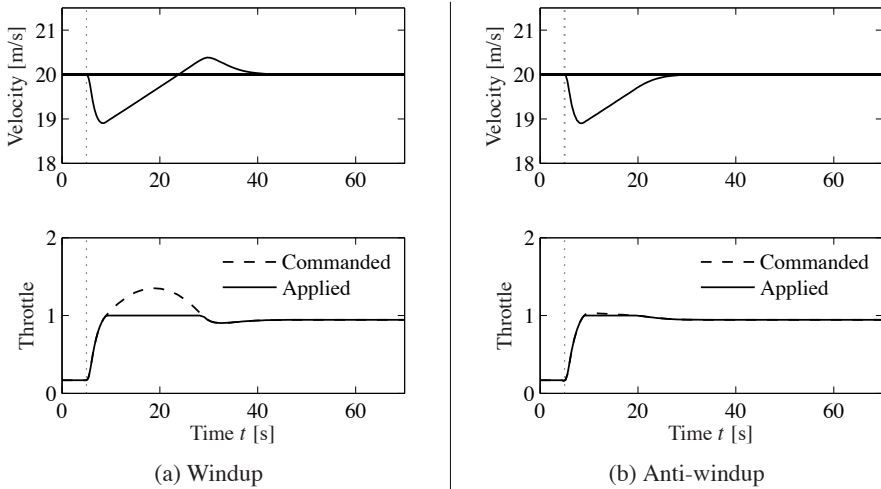 21
20
19
18
Velocity [m/s]
0
20
40
60
2
1
0
Throttle
Commanded
Applied
0
20
40
60
Time t [s]
(a) Windup
21
20
19
18
Velocity [m/s]
0
20
40
60
2
1
0
Throttle
Commanded
Applied
0
20
40
60
Time t [s]
(b) Anti-windup